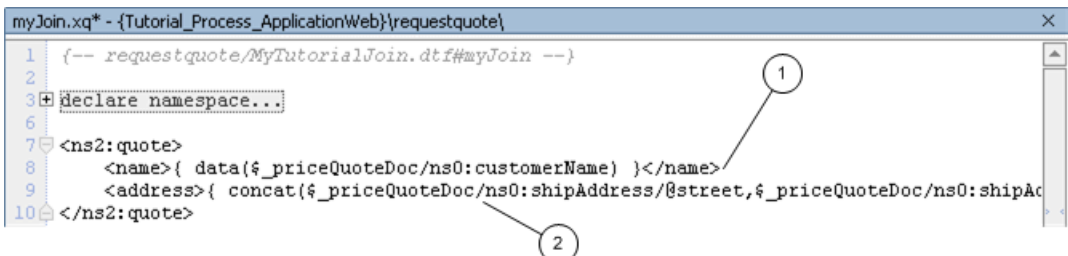 myJoin.xq* - {Tutorial_Process_ApplicationWeb}\requestquote\
1 {-- requestquote/MyTutorialJoin.dtf#myJoin --}
2
3 declare namespace...
6
7 <ns2:quote>
8 <name>{ data($_priceQuoteDoc/ns0:customerName) }</name>
9 <address>{ concat($_priceQuoteDoc/ns0:shipAddress/@street,$_priceQuoteDoc/ns0:shipAd
10 </ns2:quote>
1
2